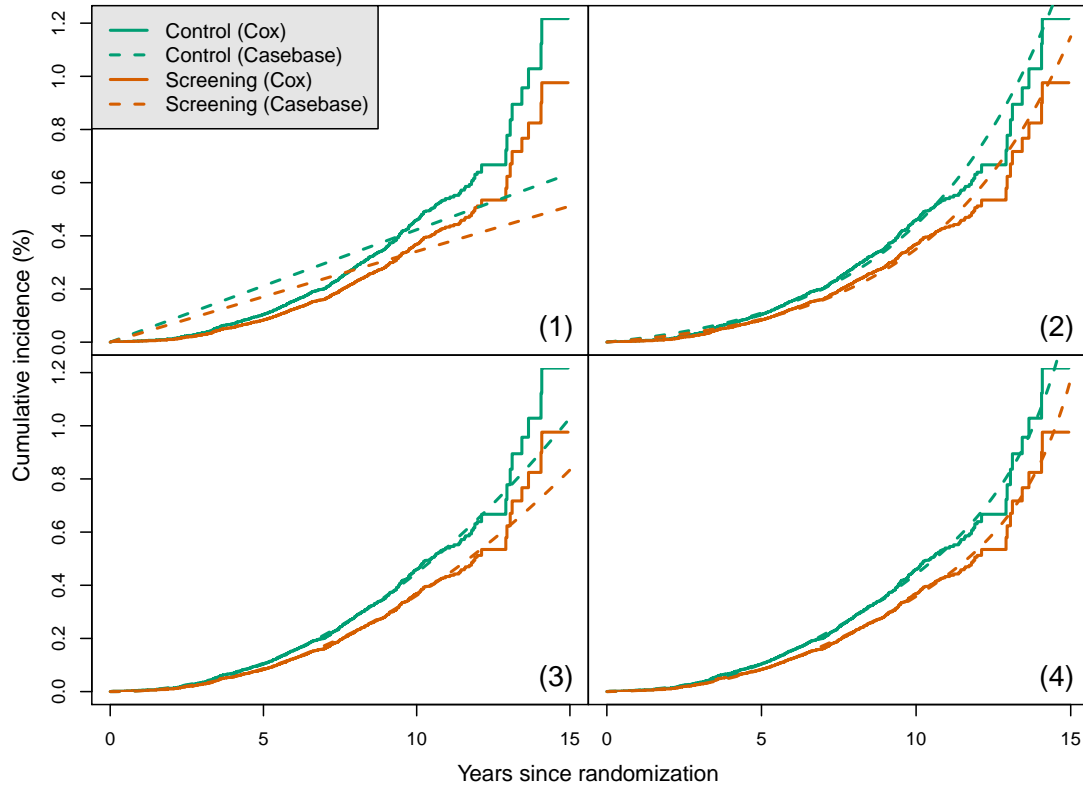 Control (Cox)
Control (Casebase)
Screening (Cox)
Screening (Casebase)
0.0 0.2 0.4 0.6 0.8 1.0 1.2
(1)
(2)
0.0 0.2 0.4 0.6 0.8 1.0 1.2
(3)
(4)
Cumulative incidence (%)
0 5 10 15 0 5 10 15
Years since randomization